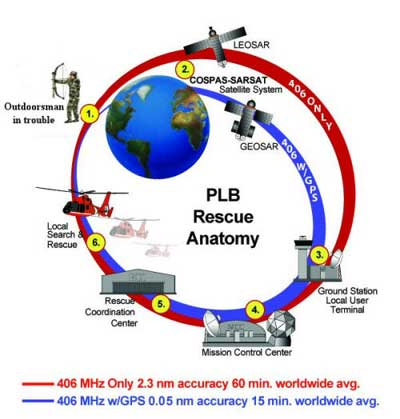 LEOSAR
2.
COSPAS-SARSAT
Satellite System
406 ONLY
Outdoorsman
in trouble
1.
GEOSAR
406 W/GPS
PLB
Rescue
Anatomy
Local
Search &
Rescue
6.
3.
Ground Station
Local User
Terminal
Rescue
Coordination
Center
5.
4.
Mission Control Center
406 MHz Only 2.3 nm accuracy 60 min. worldwide avg.
406 MHz w/GPS 0.05 nm accuracy 15 min. worldwide avg.